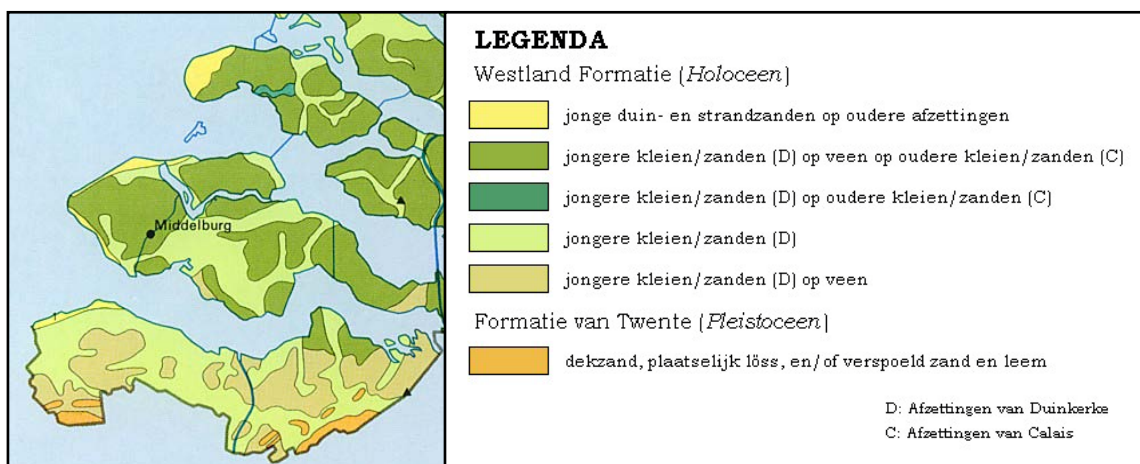 Middelburg
LEGENDA
Westland Formatie (Holoceen)
jonge duin- en strandzanden op oudere afzettingen
jongere kleien/zanden (D) op veen op oudere kleien/zanden (C)
jongere kleien/zanden (D) op oudere kleien/zanden (C)
jongere kleien/zanden (D)
jongere kleien/zanden (D) op veen
Formatie van Twente (Pleistoceen)
dekzand, plaatselijk löss, en/of verspoeld zand en leem
D: Afzettingen van Duinkerke
C: Afzettingen van Calais